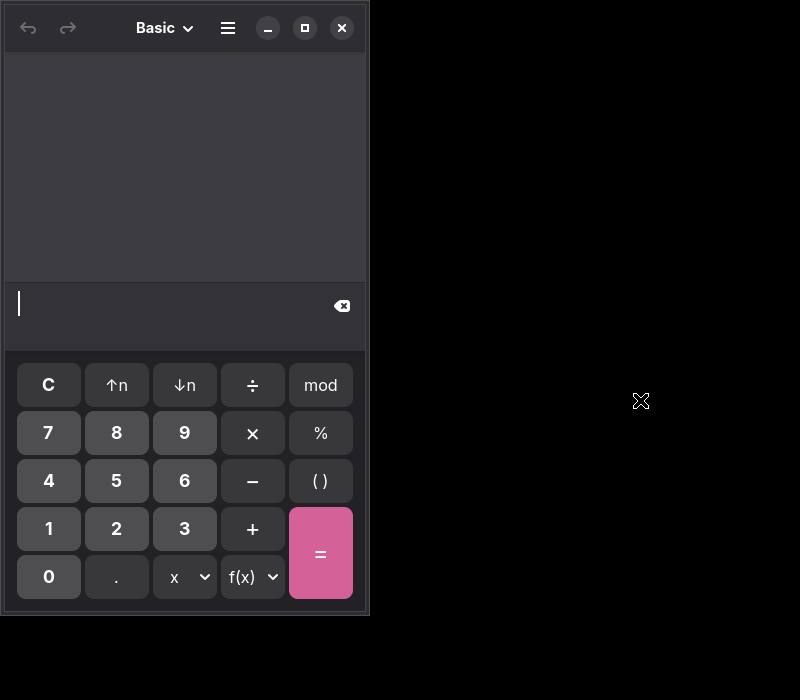 Basic
C ↑n ↓n ÷ mod
7 8 9 × %
4 5 6 − ( )
1 2 3 +
=
0 . x f(x)